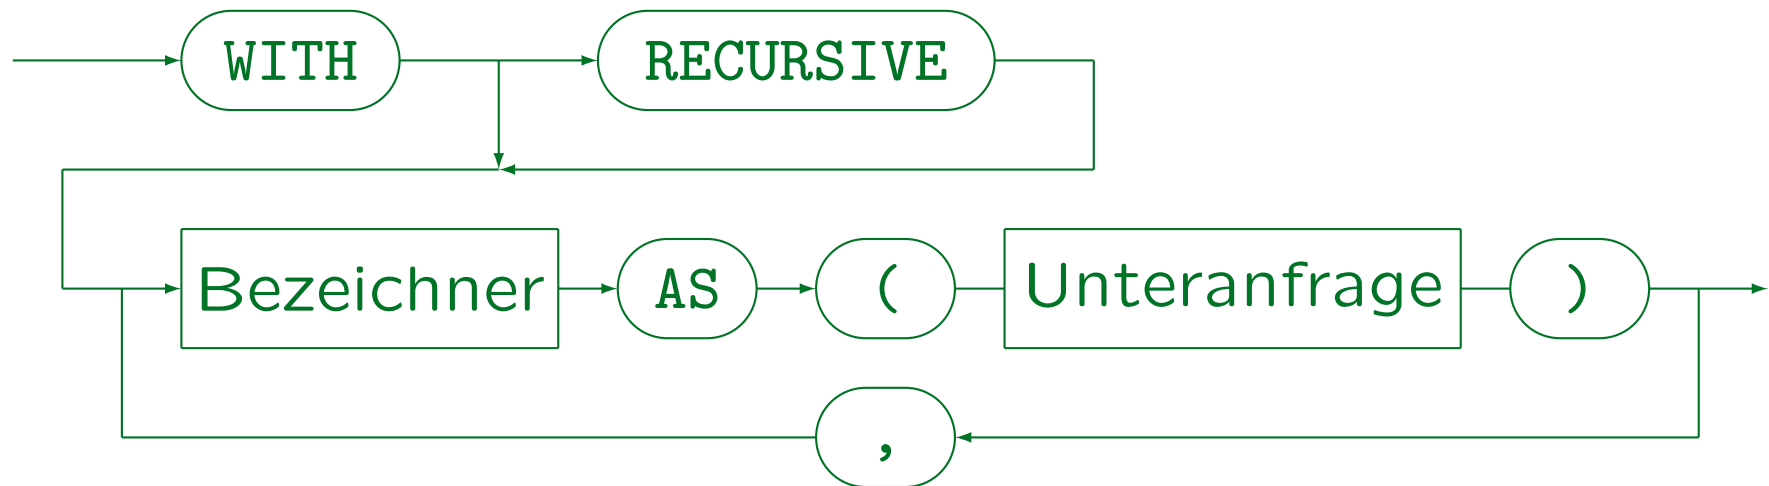 WITH RECURSIVE
Bezeichner AS ( Unteranfrage )
,